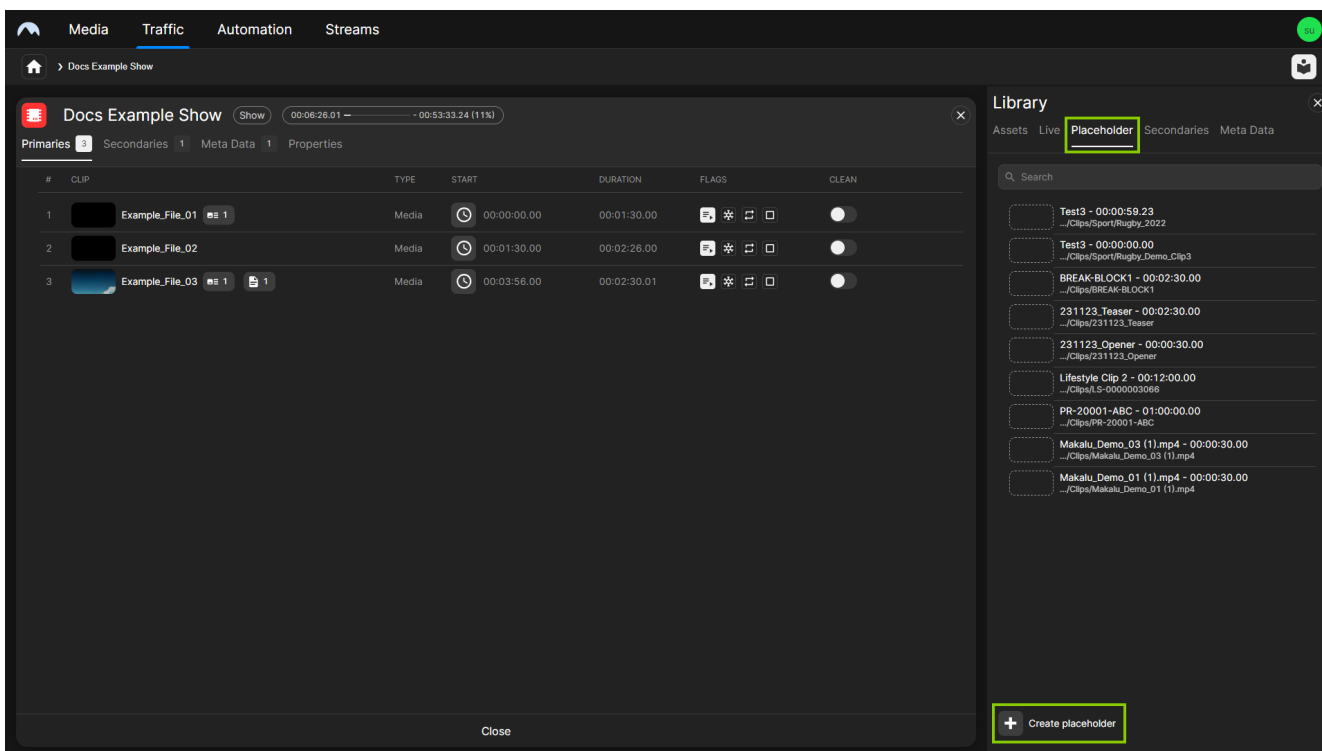 Media Traffic Automation Streams SU
Docs Example Show
Docs Example Show Show 00:06:26.01 - 00:53:33.24 (11%)
Primaries 3 Secondaries 1 Meta Data 1 Properties
# CLIP TYPE START DURATION FLAGS CLEAN
1 Example_File_01 1 Media 00:00:00.00 00:01:30.00
2 Example_File_02 Media 00:01:30.00 00:02:26.00
3 Example_File_03 1 1 Media 00:03:56.00 00:02:30.01
Close
Library
Assets Live Placeholder Secondaries Meta Data
Search
Test3 - 00:00:59.23
.../Clips/Sport/Rugby_2022
Test3 - 00:00:00.00
.../Clips/Sport/Rugby_Demo_Clip3
BREAK-BLOCK1 - 00:02:30.00
.../Clips/BREAK-BLOCK1
231123_Teaser - 00:02:30.00
.../Clips/231123_Teaser
231123_Opener - 00:00:30.00
.../Clips/231123_Opener
Lifestyle Clip 2 - 00:12:00.00
.../Clips/LS-0000003066
PR-20001-ABC - 01:00:00.00
.../Clips/PR-20001-ABC
Makalu_Demo_03 (1).mp4 - 00:00:30.00
.../Clips/Makalu_Demo_03 (1).mp4
Makalu_Demo_01 (1).mp4 - 00:00:30.00
.../Clips/Makalu_Demo_01 (1).mp4
Create placeholder